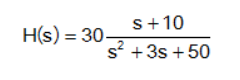 H(s) = 30 (s+10)/(s² +3s+50)